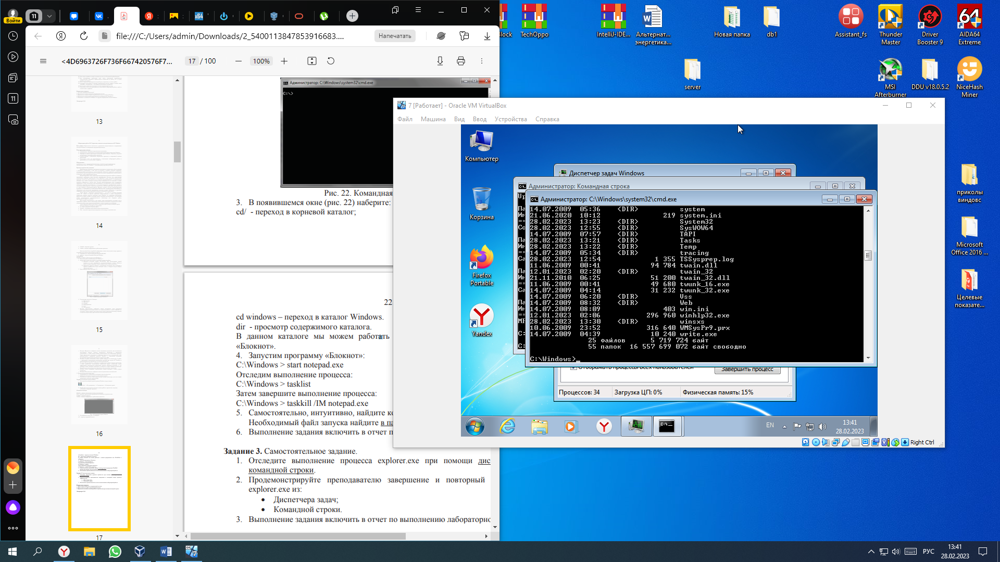 Войти
11
file:///C:/Users/admin/Downloads/2_5400113847853916683....
Напечатать
<4D6963726F736F667420576F7...
17 / 100
100%
11
13
14
15
16
17
Администратор: C:\Windows\system32\cmd.exe
C:\>
Рис. 22. Командная
3. В появившемся окне (рис. 22) наберите:
cd/ - переход в корневой каталог;
22
cd windows – переход в каталог Windows.
dir - просмотр содержимого каталога.
В данном каталоге мы можем работать
«Блокнот».
4. Запустим программу «Блокнот»:
C:\Windows > start notepad.exe
Отследим выполнение процесса:
C:\Windows > tasklist
Затем завершите выполнение процесса:
C:\Windows > taskkill /IM notepad.exe
5. Самостоятельно, интуитивно, найдите
Необходимый файл запуска найдите в
6. Выполнение задания включить в отчет
Задание 3. Самостоятельное задание.
1. Отследите выполнение процесса explorer.exe при помощи
командной строки.
2. Продемонстрируйте преподавателю завершение и повторный
explorer.exe из:
• Диспетчера задач;
• Командной строки.
3. Выполнение задания включить в отчет по выполнению
TechOppo
IntelliJ-IDE...
Альтернат...
энергетика...
Новая папка
db1
Assistant_fs
Thunder
Master
Driver
Booster 9
AIDA64
Extreme
server
MSI
Afterburner
DDU v18.0.5.2
NiceHash
Miner
приколы
виндовс
Microsoft
Office 2016 ...
Целевые
показате...
7 [Работает] - Oracle VM VirtualBox
Файл Машина Вид Ввод Устройства Справка
Компьютер
Корзина
Firefox
Portable
Yandex
Диспетчер задач Windows
Администратор: Командная строка
Администратор: C:\Windows\system32\cmd.exe
14.07.2009 05:36 <DIR> system
21.06.2020 10:12 219 system.ini
28.02.2023 13:23 <DIR> System32
28.02.2023 12:55 <DIR> SysWOW64
14.07.2009 07:57 <DIR> TAPI
28.02.2023 13:21 <DIR> Tasks
28.02.2023 13:22 <DIR> Temp
14.07.2009 05:34 <DIR> tracing
28.02.2023 12:54 1 355 TSSysprep.log
11.06.2009 00:41 94 784 twain.dll
12.01.2023 02:20 <DIR> twain_32
21.11.2010 06:25 51 200 twain_32.dll
11.06.2009 00:41 49 680 twunk_16.exe
14.07.2009 04:14 31 232 twunk_32.exe
14.07.2009 06:20 <DIR> Vss
14.07.2009 08:32 <DIR> Web
14.07.2009 08:09 403 win.ini
12.01.2023 02:06 296 960 winhlp32.exe
28.02.2023 13:30 <DIR> winsxs
10.06.2009 23:52 316 640 WMSysPr9.prx
14.07.2009 04:39 10 240 write.exe
25 файлов 5 719 724 байт
55 папок 16 557 699 072 байт свободно
C:\Windows>
Отображать процессы всех пользователей
Завершить процесс
Процессов: 34 Загрузка ЦП: 0% Физическая память: 15%
EN
13:41
28.02.2023
Right Ctrl
РУС
13:41
28.02.2023